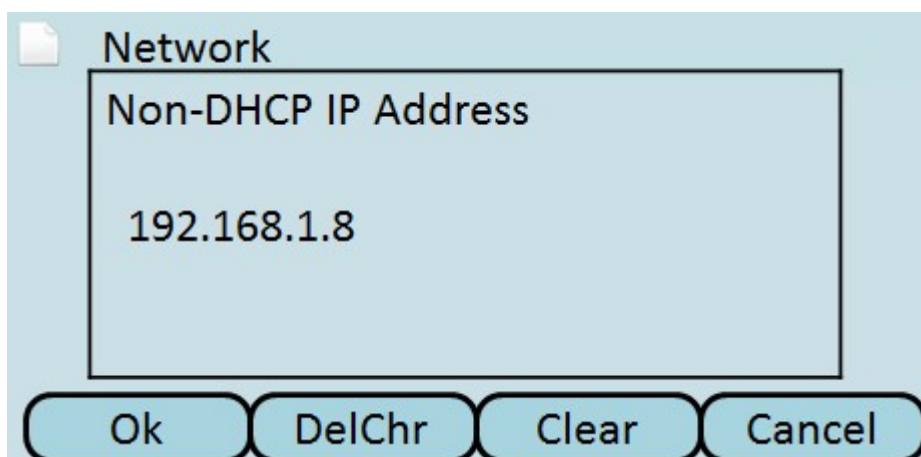 Network
Non-DHCP IP Address
192.168.1.8
Ok DelChr Clear Cancel